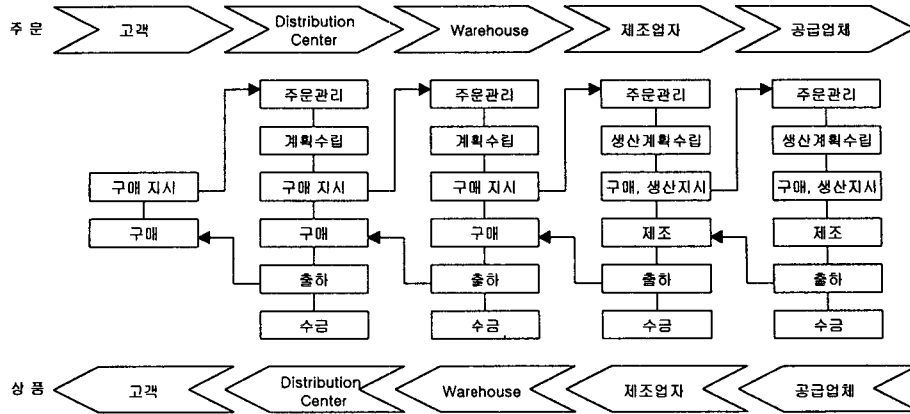 주 문 고객 Distribution Center Warehouse 제조업자 공급업체
주문관리 주문관리 주문관리 주문관리
계획수립 계획수립 생산계획수립 생산계획수립
구매 지시 구매 지시 구매 지시 구매, 생산지시 구매, 생산지시
구매 구매 구매 제조 제조
출하 출하 출하 출하
수금 수금 수금 수금
상 품 고객 Distribution Center Warehouse 제조업자 공급업체